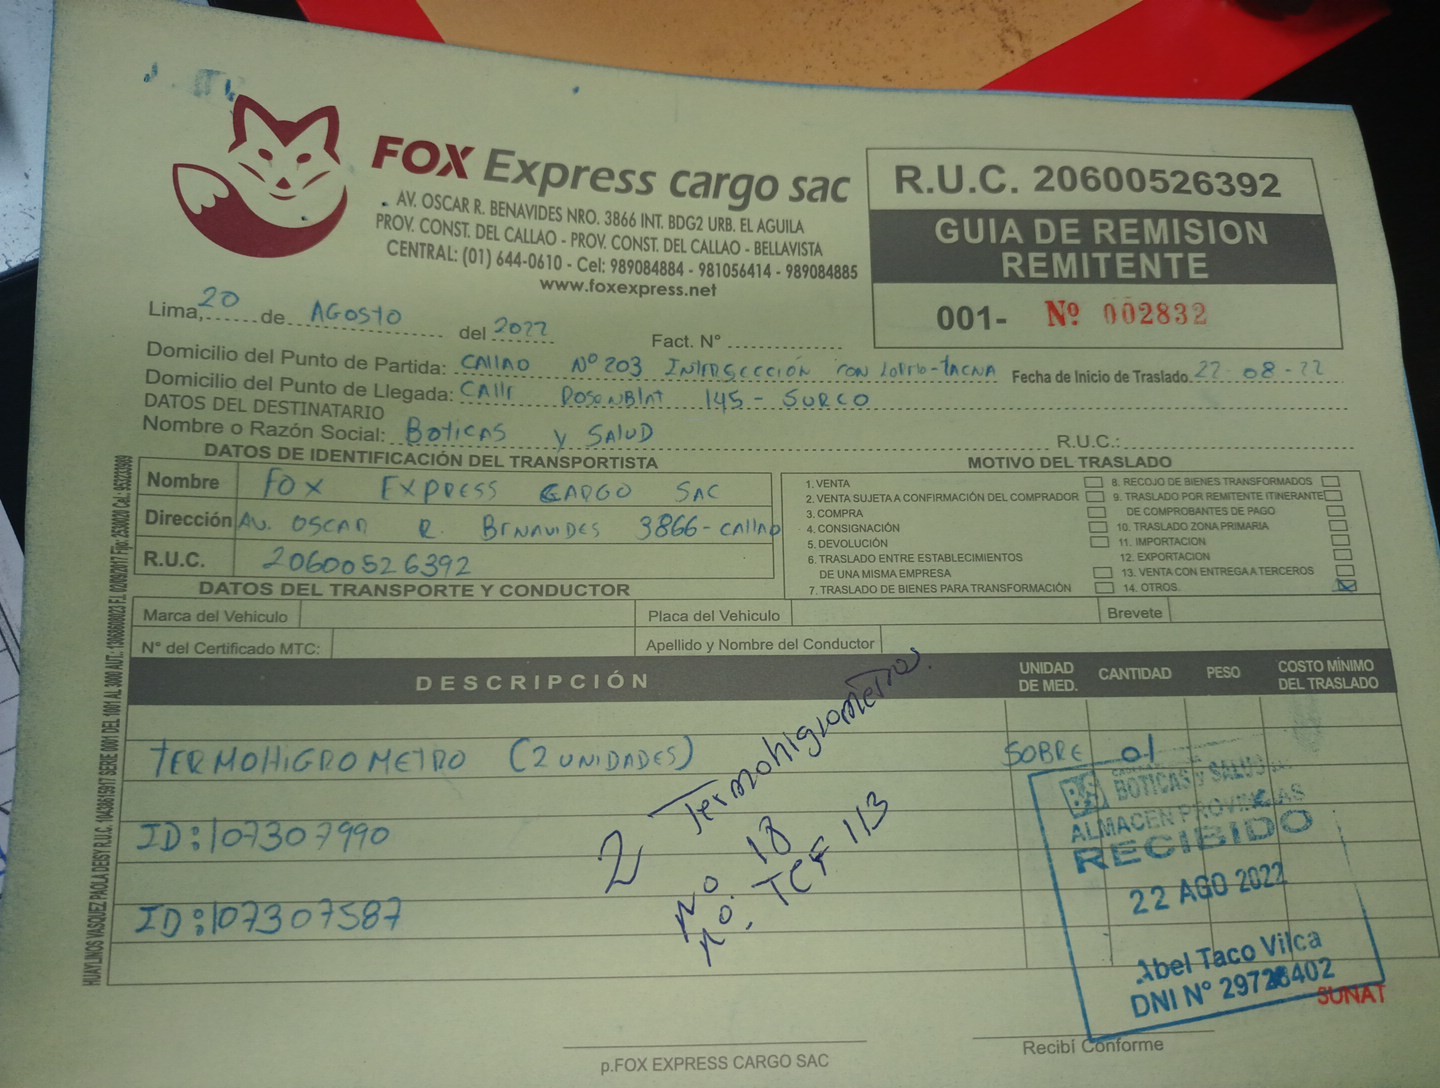 FOX Express cargo sac
AV. OSCAR R. BENAVIDES NRO. 3866 INT. BDG2 URB. EL AGUILA
PROV. CONST. DEL CALLAO - PROV. CONST. DEL CALLAO - BELLAVISTA
CENTRAL: (01) 644-0610 - Cel: 989084884 - 981056414 - 989084885
www.foxexpress.net
R.U.C. 20600526392
GUIA DE REMISION
REMITENTE
001- Nº 002832
Lima, 20 de AGOSTO del 2022 Fact. N°
Domicilio del Punto de Partida: CALLAO Nº 203 INTERSECCIÓN CON LORETO-TACNA Fecha de Inicio de Traslado 22-08-22
Domicilio del Punto de Llegada: CALLE ROSENBLAT 145 - SURCO
DATOS DEL DESTINATARIO
Nombre o Razón Social: BOTICAS Y SALUD R.U.C.:
DATOS DE IDENTIFICACIÓN DEL TRANSPORTISTA
Nombre FOX EXPRESS CARGO SAC
Dirección AV. OSCAR R. BENAVIDES 3866 - CALLAO
R.U.C. 20600526392
MOTIVO DEL TRASLADO
1. VENTA
2. VENTA SUJETA A CONFIRMACIÓN DEL COMPRADOR
3. COMPRA
4. CONSIGNACIÓN
5. DEVOLUCIÓN
6. TRASLADO ENTRE ESTABLECIMIENTOS
DE UNA MISMA EMPRESA
7. TRASLADO DE BIENES PARA TRANSFORMACIÓN
8. RECOJO DE BIENES TRANSFORMADOS
9. TRASLADO POR REMITENTE ITINERANTE
DE COMPROBANTES DE PAGO
10. TRASLADO ZONA PRIMARIA
11. IMPORTACION
12. EXPORTACION
13. VENTA CON ENTREGA A TERCEROS
14. OTROS
DATOS DEL TRANSPORTE Y CONDUCTOR
Marca del Vehiculo Placa del Vehiculo Brevete
N° del Certificado MTC: Apellido y Nombre del Conductor
DESCRIPCIÓN UNIDAD DE MED. CANTIDAD PESO COSTO MÍNIMO DEL TRASLADO
TERMOHIGROMETRO (2 UNIDADES) SOBRE 01
ID:107307990
ID:107307587
2 Termohigrometros.
no. 18
no. TCF 113
BOTICAS y SALUD
ALMACEN PROVINCIAS
RECIBIDO
22 AGO 2022
Abel Taco Vilca
DNI N° 29728402
SUNAT
p.FOX EXPRESS CARGO SAC
Recibí Conforme